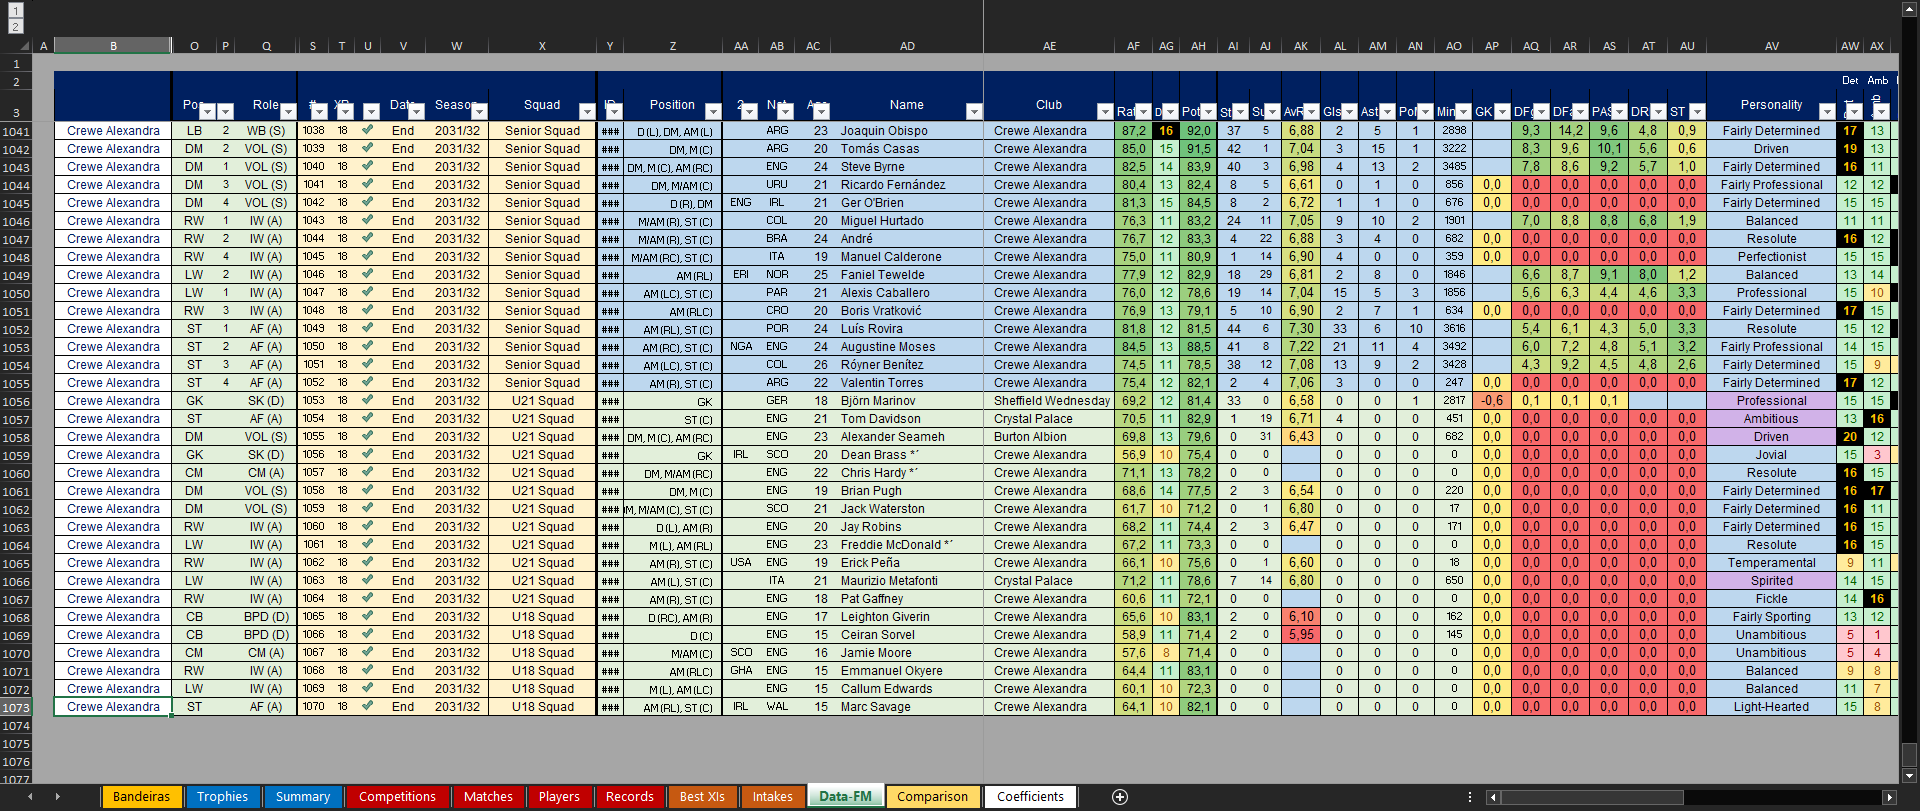 1
2
A B O P Q S T U V W X Y Z AA AB AC AD AE AF AG AH AI AJ AK AL AM AN AO AP AQ AR AS AT AU AV AW AX
1
2 Det Amb
3 Role Squad Position Name Club GK ST Personality
1041 Crewe Alexandra LB 2 WB (S) 1038 18 End 2031/32 Senior Squad ### D (L), DM, AM (L) ARG 23 Joaquin Obispo Crewe Alexandra 87,2 16 92,0 37 5 6,88 2 5 1 2898 9,3 14,2 9,6 4,8 0,9 Fairly Determined 17 13
1042 Crewe Alexandra DM 2 VOL (S) 1039 18 End 2031/32 Senior Squad ### DM, M (C) ARG 20 Tomás Casas Crewe Alexandra 85,0 15 91,5 42 1 7,04 3 15 1 3222 8,3 9,6 10,1 5,6 0,6 Driven 19 13
1043 Crewe Alexandra DM 1 VOL (S) 1040 18 End 2031/32 Senior Squad ### DM, M (C), AM (RC) ENG 24 Steve Byrne Crewe Alexandra 82,5 14 83,9 40 3 6,98 4 13 2 3485 7,8 8,6 9,2 5,7 1,0 Fairly Determined 16 11
1044 Crewe Alexandra DM 3 VOL (S) 1041 18 End 2031/32 Senior Squad ### DM, M/AM (C) URU 21 Ricardo Fernández Crewe Alexandra 80,4 13 82,4 8 5 6,61 0 1 0 856 0,0 0,0 0,0 0,0 0,0 0,0 Fairly Professional 12 12
1045 Crewe Alexandra DM 4 VOL (S) 1042 18 End 2031/32 Senior Squad ### D (R), DM ENG IRL 21 Ger O'Brien Crewe Alexandra 81,3 15 84,5 8 2 6,72 1 1 0 676 0,0 0,0 0,0 0,0 0,0 0,0 Fairly Determined 15 15
1046 Crewe Alexandra RW 1 IW (A) 1043 18 End 2031/32 Senior Squad ### M/AM (R), ST (C) COL 20 Miguel Hurtado Crewe Alexandra 76,3 11 83,2 24 11 7,05 9 10 2 1901 7,0 8,8 8,8 6,8 1,9 Balanced 11 11
1047 Crewe Alexandra RW 2 IW (A) 1044 18 End 2031/32 Senior Squad ### M/AM (R), ST (C) BRA 24 André Crewe Alexandra 76,7 12 83,3 4 22 6,88 3 4 0 682 0,0 0,0 0,0 0,0 0,0 0,0 Resolute 16 12
1048 Crewe Alexandra RW 4 IW (A) 1045 18 End 2031/32 Senior Squad ### M/AM (RC), ST (C) ITA 19 Manuel Calderone Crewe Alexandra 75,0 11 80,9 1 14 6,90 4 0 0 359 0,0 0,0 0,0 0,0 0,0 0,0 Perfectionist 15 15
1049 Crewe Alexandra LW 2 IW (A) 1046 18 End 2031/32 Senior Squad ### AM (RL) ERI NOR 25 Faniel Tewelde Crewe Alexandra 77,9 12 82,9 18 29 6,81 2 8 0 1846 6,6 8,7 9,1 8,0 1,2 Balanced 13 14
1050 Crewe Alexandra LW 1 IW (A) 1047 18 End 2031/32 Senior Squad ### AM (LC), ST (C) PAR 21 Alexis Caballero Crewe Alexandra 76,0 12 78,6 19 14 7,04 15 5 3 1856 5,6 6,3 4,4 4,6 3,3 Professional 15 10
1051 Crewe Alexandra RW 3 IW (A) 1048 18 End 2031/32 Senior Squad ### AM (RLC) CRO 20 Boris Vratković Crewe Alexandra 76,9 13 79,1 5 10 6,90 2 7 1 634 0,0 0,0 0,0 0,0 0,0 0,0 Fairly Determined 17 15
1052 Crewe Alexandra ST 1 AF (A) 1049 18 End 2031/32 Senior Squad ### AM (RL), ST (C) POR 24 Luís Rovira Crewe Alexandra 81,8 12 81,5 44 6 7,30 33 6 10 3616 5,4 6,1 4,3 5,0 3,3 Resolute 15 12
1053 Crewe Alexandra ST 2 AF (A) 1050 18 End 2031/32 Senior Squad ### AM (RC), ST (C) NGA ENG 24 Augustine Moses Crewe Alexandra 84,5 13 88,5 41 8 7,22 21 11 4 3492 6,0 7,2 4,8 5,1 3,2 Fairly Professional 14 15
1054 Crewe Alexandra ST 3 AF (A) 1051 18 End 2031/32 Senior Squad ### AM (LC), ST (C) COL 26 Róyner Benítez Crewe Alexandra 74,5 11 78,5 38 12 7,08 13 9 2 3428 4,3 9,2 4,5 4,8 2,6 Fairly Determined 15 9
1055 Crewe Alexandra ST 4 AF (A) 1052 18 End 2031/32 Senior Squad ### AM (R), ST (C) ARG 22 Valentin Torres Crewe Alexandra 75,4 12 82,1 2 4 7,06 3 0 0 247 0,0 0,0 0,0 0,0 0,0 0,0 Fairly Determined 17 12
1056 Crewe Alexandra GK SK (D) 1053 18 End 2031/32 U21 Squad ### GK GER 18 Björn Marinov Sheffield Wednesday 69,2 12 81,4 33 0 6,58 0 0 1 2817 -0,6 0,1 0,1 0,1 Professional 15 15
1057 Crewe Alexandra ST AF (A) 1054 18 End 2031/32 U21 Squad ### ST (C) ENG 21 Tom Davidson Crystal Palace 70,5 11 82,9 1 19 6,71 4 0 0 451 0,0 0,0 0,0 0,0 0,0 0,0 Ambitious 13 16
1058 Crewe Alexandra DM VOL (S) 1055 18 End 2031/32 U21 Squad ### DM, M (C), AM (RC) ENG 23 Alexander Seameh Burton Albion 69,8 13 79,6 0 31 6,43 0 0 0 682 0,0 0,0 0,0 0,0 0,0 0,0 Driven 20 12
1059 Crewe Alexandra GK SK (D) 1056 18 End 2031/32 U21 Squad ### GK IRL SCO 20 Dean Brass *´ Crewe Alexandra 56,9 10 75,4 0 0 0 0 0 0 0,0 0,0 0,0 0,0 0,0 0,0 Jovial 15 3
1060 Crewe Alexandra CM CM (A) 1057 18 End 2031/32 U21 Squad ### DM, M/AM (RC) ENG 22 Chris Hardy *´ Crewe Alexandra 71,1 13 78,2 0 0 0 0 0 0 0,0 0,0 0,0 0,0 0,0 0,0 Resolute 16 15
1061 Crewe Alexandra DM VOL (S) 1058 18 End 2031/32 U21 Squad ### DM, M (C) ENG 19 Brian Pugh Crewe Alexandra 68,6 14 77,5 2 3 6,54 0 0 0 220 0,0 0,0 0,0 0,0 0,0 0,0 Fairly Determined 16 17
1062 Crewe Alexandra DM VOL (S) 1059 18 End 2031/32 U21 Squad ### M, M/AM (C), ST (C) SCO 21 Jack Waterston Crewe Alexandra 61,7 10 71,2 0 1 6,80 0 0 0 17 0,0 0,0 0,0 0,0 0,0 0,0 Fairly Determined 16 11
1063 Crewe Alexandra RW IW (A) 1060 18 End 2031/32 U21 Squad ### D (L), AM (R) ENG 20 Jay Robins Crewe Alexandra 68,2 11 74,4 2 3 6,47 0 0 0 171 0,0 0,0 0,0 0,0 0,0 0,0 Fairly Determined 16 15
1064 Crewe Alexandra LW IW (A) 1061 18 End 2031/32 U21 Squad ### M (L), AM (RL) ENG 23 Freddie McDonald *´ Crewe Alexandra 67,2 11 73,3 0 0 0 0 0 0 0,0 0,0 0,0 0,0 0,0 0,0 Resolute 16 15
1065 Crewe Alexandra RW IW (A) 1062 18 End 2031/32 U21 Squad ### AM (R), ST (C) USA ENG 19 Erick Peña Crewe Alexandra 66,1 10 75,6 0 1 6,60 0 0 0 18 0,0 0,0 0,0 0,0 0,0 0,0 Temperamental 9 11
1066 Crewe Alexandra LW IW (A) 1063 18 End 2031/32 U21 Squad ### AM (L), ST (C) ITA 21 Maurizio Metafonti Crystal Palace 71,2 11 78,6 7 14 6,80 0 0 0 650 0,0 0,0 0,0 0,0 0,0 0,0 Spirited 14 15
1067 Crewe Alexandra RW IW (A) 1064 18 End 2031/32 U21 Squad ### AM (R), ST (C) ENG 18 Pat Gaffney Crewe Alexandra 60,6 11 72,1 0 0 0 0 0 0 0,0 0,0 0,0 0,0 0,0 0,0 Fickle 14 16
1068 Crewe Alexandra CB BPD (D) 1065 18 End 2031/32 U18 Squad ### D (RC), AM (R) ENG 17 Leighton Giverin Crewe Alexandra 65,6 10 83,1 2 0 6,10 0 0 0 162 0,0 0,0 0,0 0,0 0,0 0,0 Fairly Sporting 13 12
1069 Crewe Alexandra CB BPD (D) 1066 18 End 2031/32 U18 Squad ### D (C) ENG 15 Ceiran Sorvel Crewe Alexandra 58,9 11 71,4 2 0 5,95 0 0 0 145 0,0 0,0 0,0 0,0 0,0 0,0 Unambitious 5 1
1070 Crewe Alexandra CM CM (A) 1067 18 End 2031/32 U18 Squad ### M/AM (C) SCO ENG 16 Jamie Moore Crewe Alexandra 57,6 8 71,4 0 0 0 0 0 0 0,0 0,0 0,0 0,0 0,0 0,0 Unambitious 5 4
1071 Crewe Alexandra RW IW (A) 1068 18 End 2031/32 U18 Squad ### AM (RLC) GHA ENG 15 Emmanuel Okyere Crewe Alexandra 64,4 11 83,1 0 0 0 0 0 0 0,0 0,0 0,0 0,0 0,0 0,0 Balanced 9 8
1072 Crewe Alexandra LW IW (A) 1069 18 End 2031/32 U18 Squad ### M (L), AM (LC) ENG 15 Callum Edwards Crewe Alexandra 60,1 10 72,3 0 0 0 0 0 0 0,0 0,0 0,0 0,0 0,0 0,0 Balanced 11 7
1073 Crewe Alexandra ST AF (A) 1070 18 End 2031/32 U18 Squad ### AM (RL), ST (C) IRL WAL 15 Marc Savage Crewe Alexandra 64,1 10 82,1 0 0 0 0 0 0 0,0 0,0 0,0 0,0 0,0 0,0 Light-Hearted 15 8
1074
1075
1076
1077
Bandeiras Trophies Summary Competitions Matches Players Records Best XIs Intakes Data-FM Comparison Coefficients